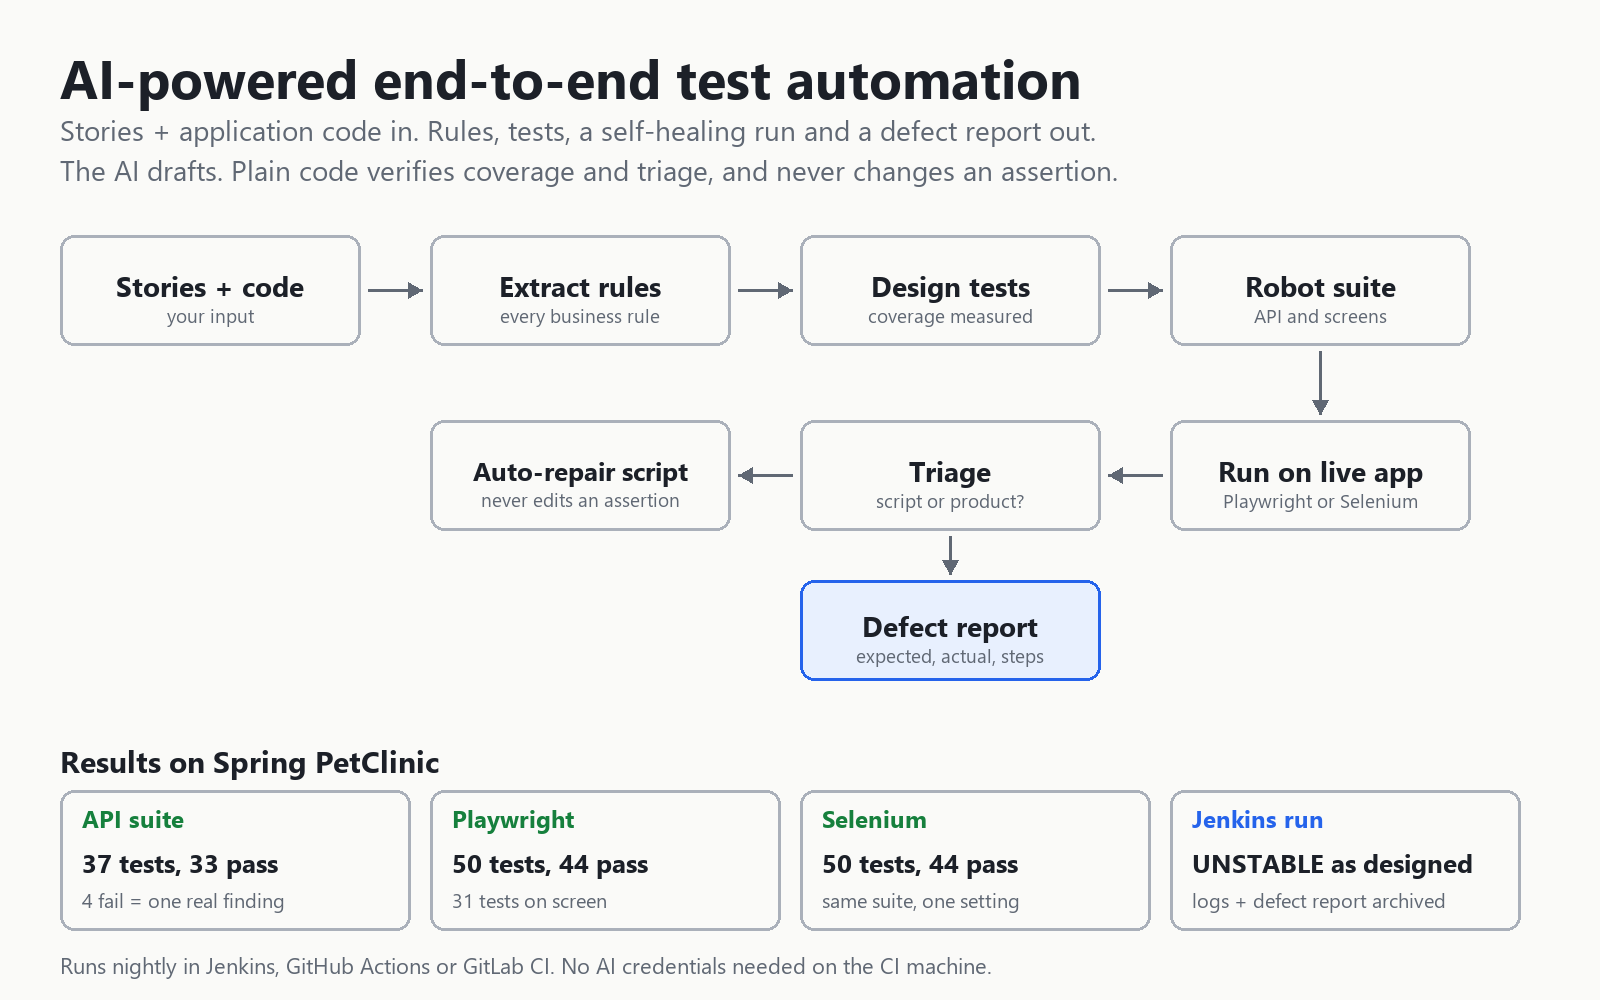 AI-powered end-to-end test automation
Stories + application code in. Rules, tests, a self-healing run and a defect report out.
The AI drafts. Plain code verifies coverage and triage, and never changes an assertion.
Stories + code
your input
Extract rules
every business rule
Design tests
coverage measured
Robot suite
API and screens
Auto-repair script
never edits an assertion
Triage
script or product?
Run on live app
Playwright or Selenium
Defect report
expected, actual, steps
Results on Spring PetClinic
API suite
37 tests, 33 pass
4 fail = one real finding
Playwright
50 tests, 44 pass
31 tests on screen
Selenium
50 tests, 44 pass
same suite, one setting
Jenkins run
UNSTABLE as designed
logs + defect report archived
Runs nightly in Jenkins, GitHub Actions or GitLab CI. No AI credentials needed on the CI machine.